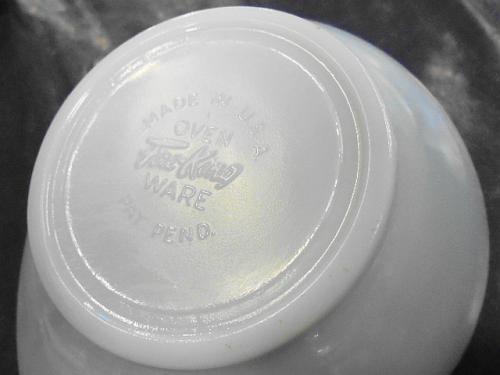 MADE IN U.S.A.
OVEN
Fire-King
WARE
PAT. PEND.